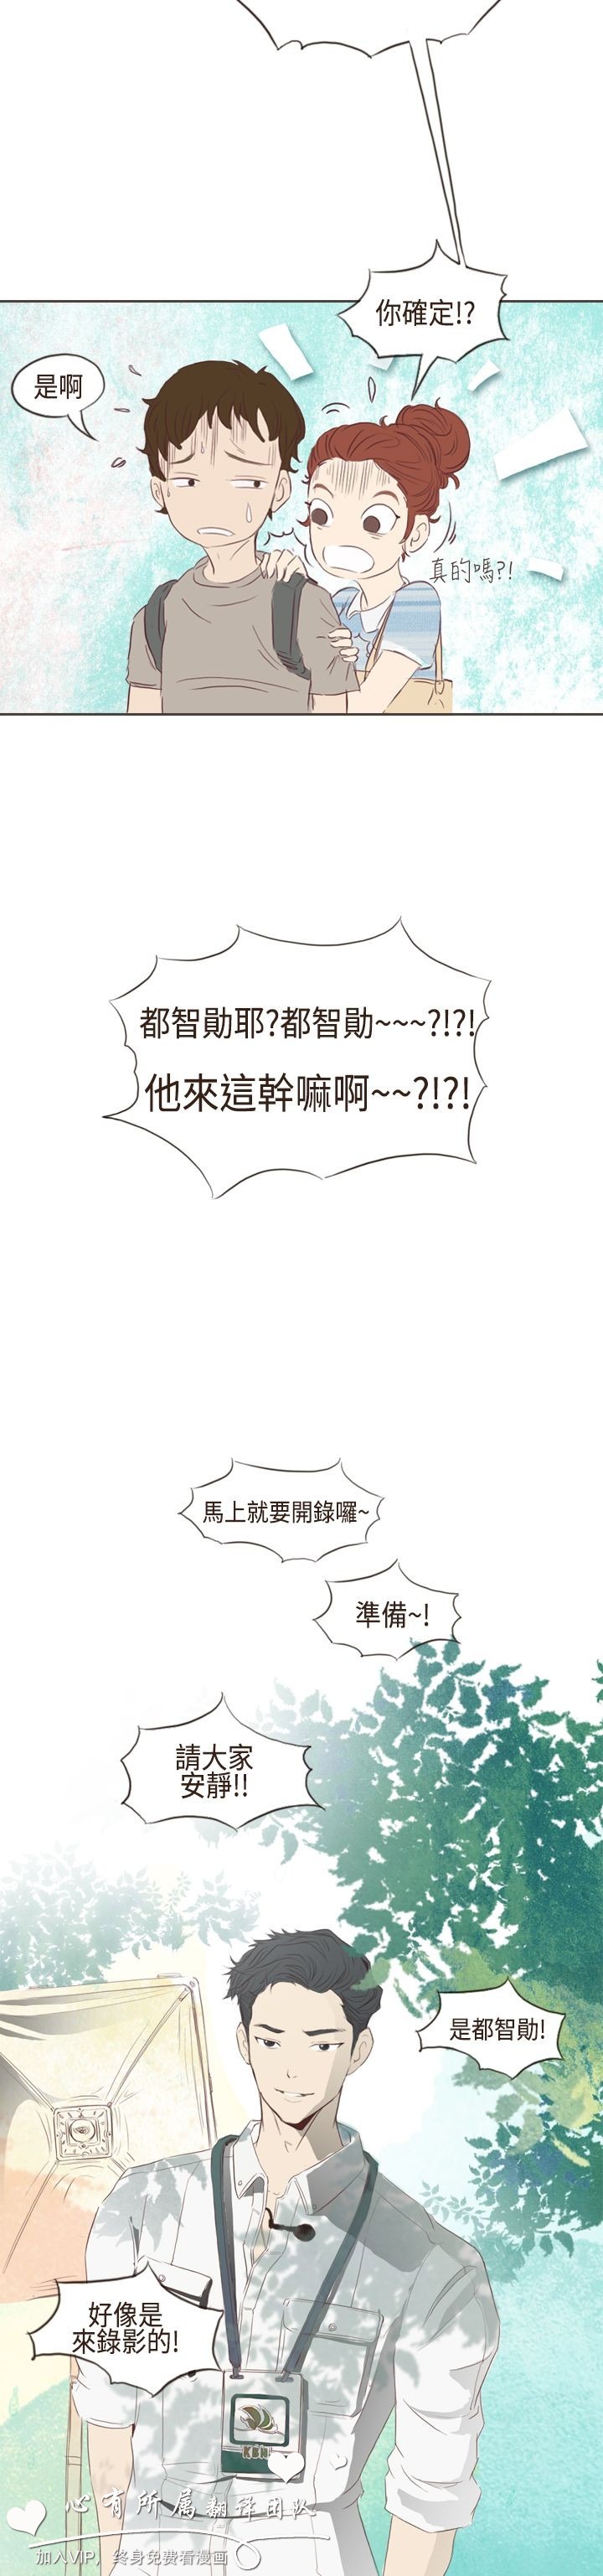 你確定!?
是啊
真的嗎?!
都智勛耶?都智勛~~~?!?!
他來這幹嘛啊~~?!?!
馬上就要開錄囉~
準備~!
請大家
安靜!!
是都智勛!
好像是
來錄影的!
心有所属翻译团队
加入VIP，终身免费看漫画